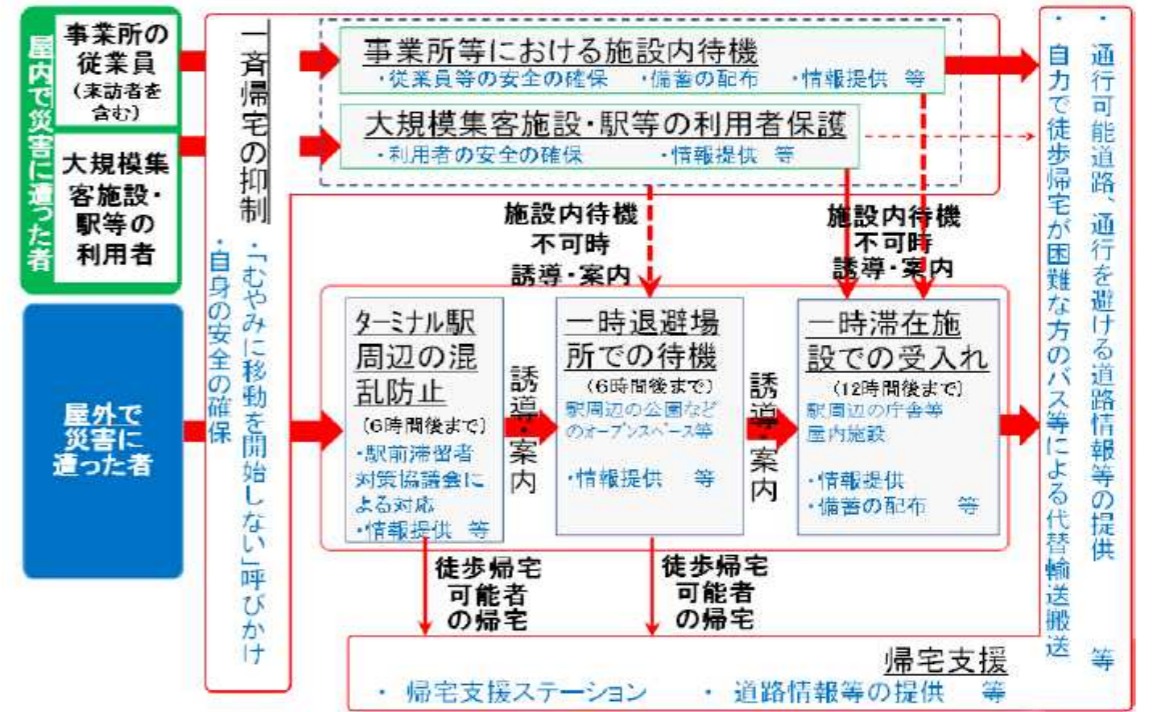 屋内で災害に遭った者
事業所の
従業員
(来訪者を
含む)
大規模集
客施設・
駅等の
利用者
屋外で
災害に
遭った者
一斉帰宅の抑制
・「むやみに移動を開始しない」呼びかけ
・自身の安全の確保
事業所等における施設内待機
・従業員等の安全の確保 ・備蓄の配布 ・情報提供 等
大規模集客施設・駅等の利用者保護
・利用者の安全の確保 ・情報提供 等
施設内待機
不可時
誘導・案内
施設内待機
不可時
誘導・案内
ターミナル駅
周辺の混
乱防止
(6時間後まで)
・駅前滞留者
対策協議会に
よる対応
・情報提供 等
誘導・案内
一時退避場
所での待機
(6時間後まで)
駅周辺の公園など
のオープンスペース等
・情報提供 等
誘導・案内
一時滞在施
設での受入れ
(12時間後まで)
駅周辺の庁舎等
屋内施設
・情報提供
・備蓄の配布 等
徒歩帰宅
可能者
の帰宅
徒歩帰宅
可能者
の帰宅
・通行可能道路、通行を避ける道路情報等の提供 等
・自力で徒歩帰宅が困難な方のバス等による代替輸送搬送
帰宅支援
・帰宅支援ステーション ・道路情報等の提供 等